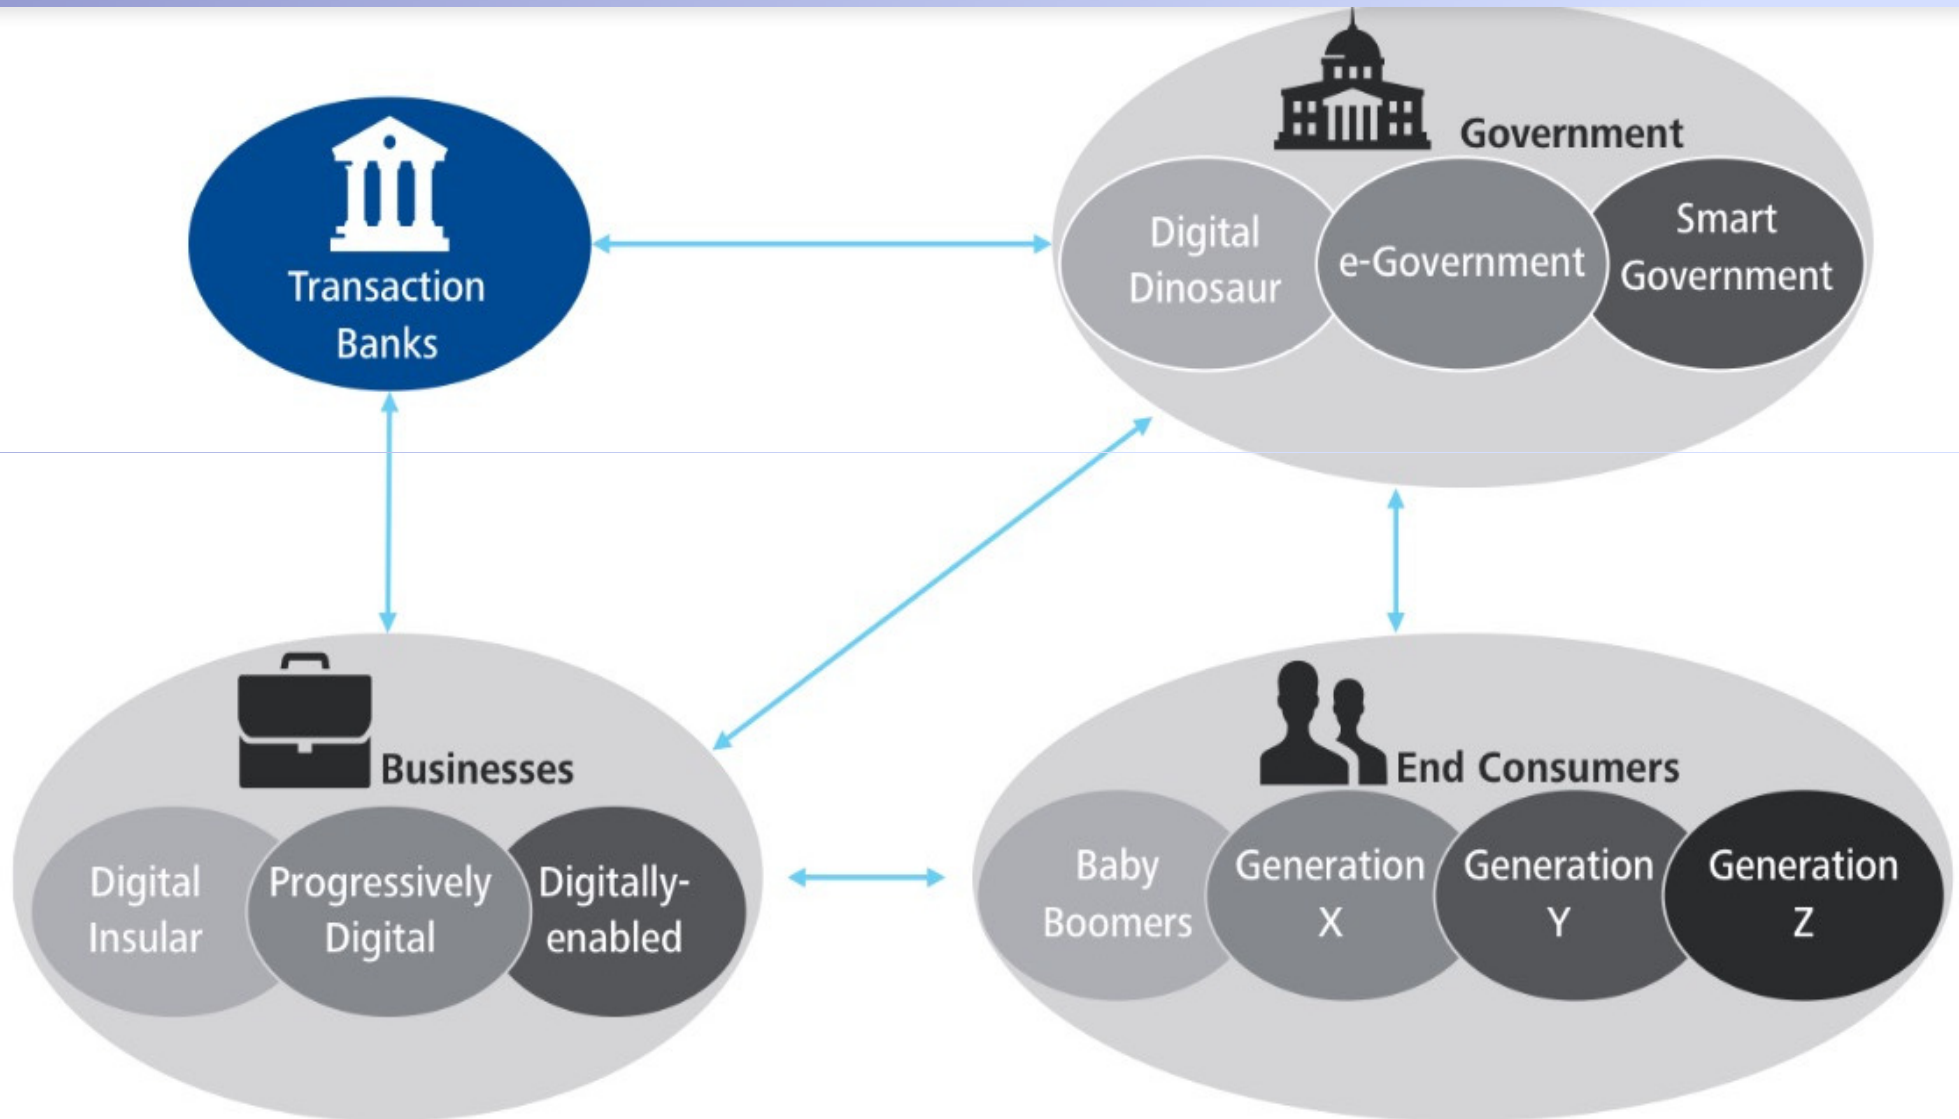 Transaction
Banks
Government
Digital
Dinosaur
e-Government
Smart
Government
Businesses
Digital
Insular
Progressively
Digital
Digitally-
enabled
End Consumers
Baby
Boomers
Generation
X
Generation
Y
Generation
Z